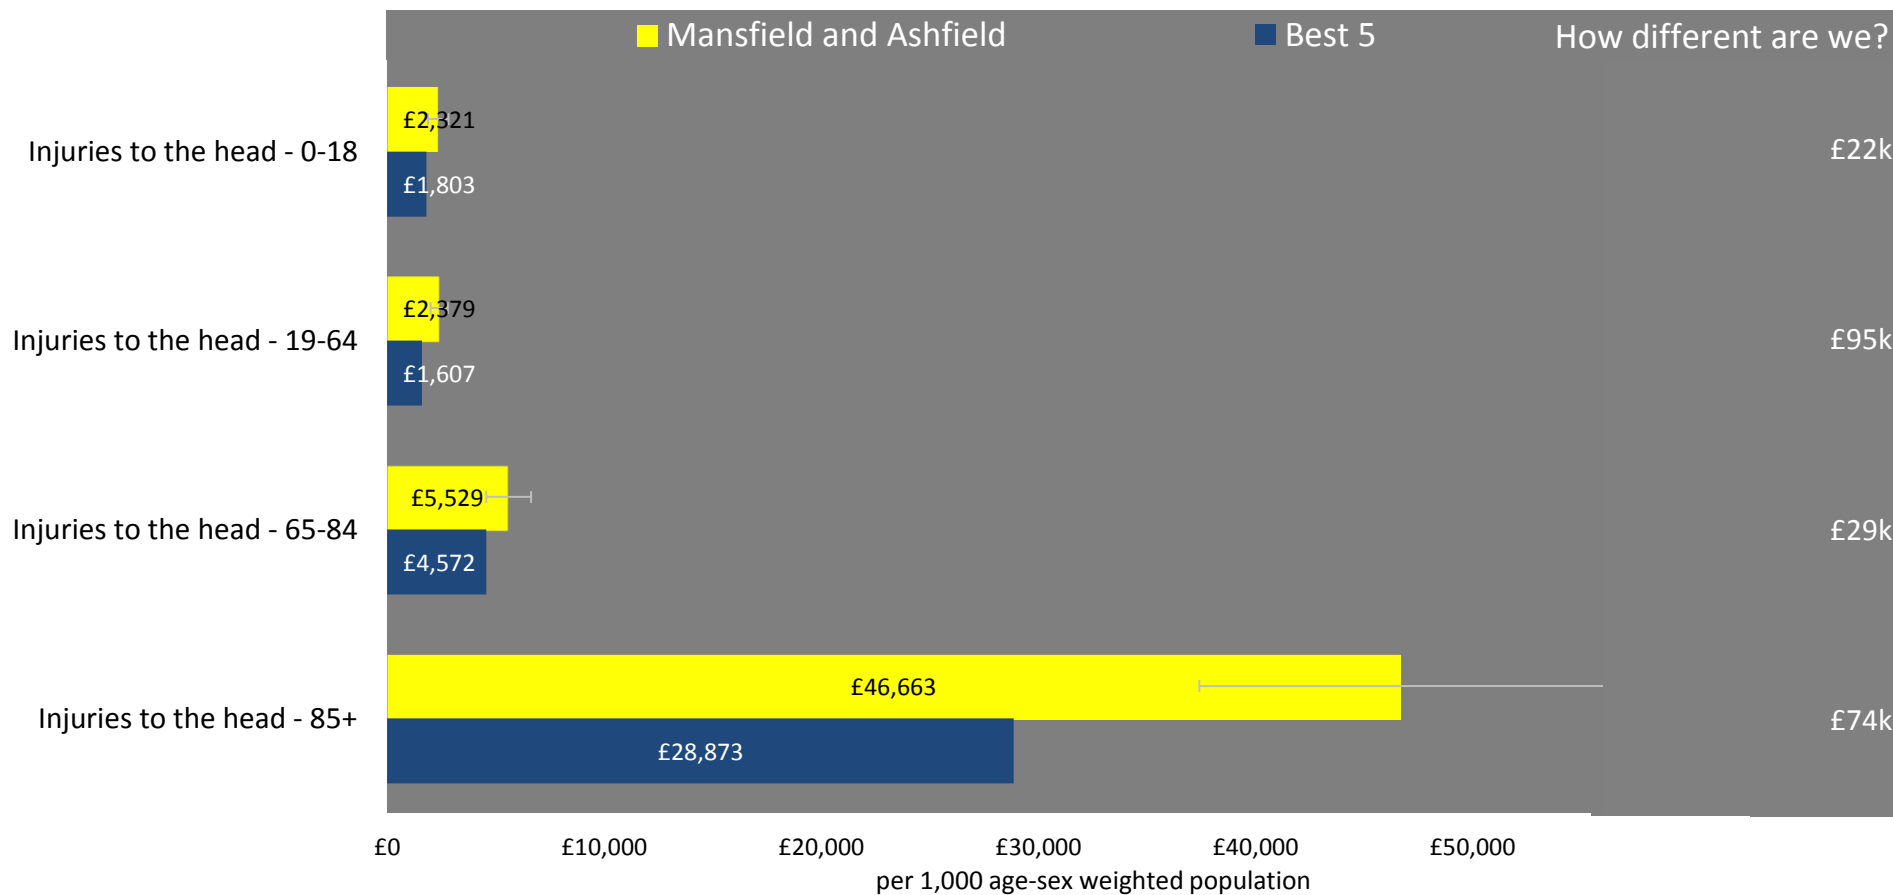 Mansfield and Ashfield
Best 5
How different are we?
Injuries to the head - 0-18
£2,321
£1,803
£22k
Injuries to the head - 19-64
£2,379
£1,607
£95k
Injuries to the head - 65-84
£5,529
£4,572
£29k
Injuries to the head - 85+
£46,663
£28,873
£74k
£0 £10,000 £20,000 £30,000 £40,000 £50,000
per 1,000 age-sex weighted population